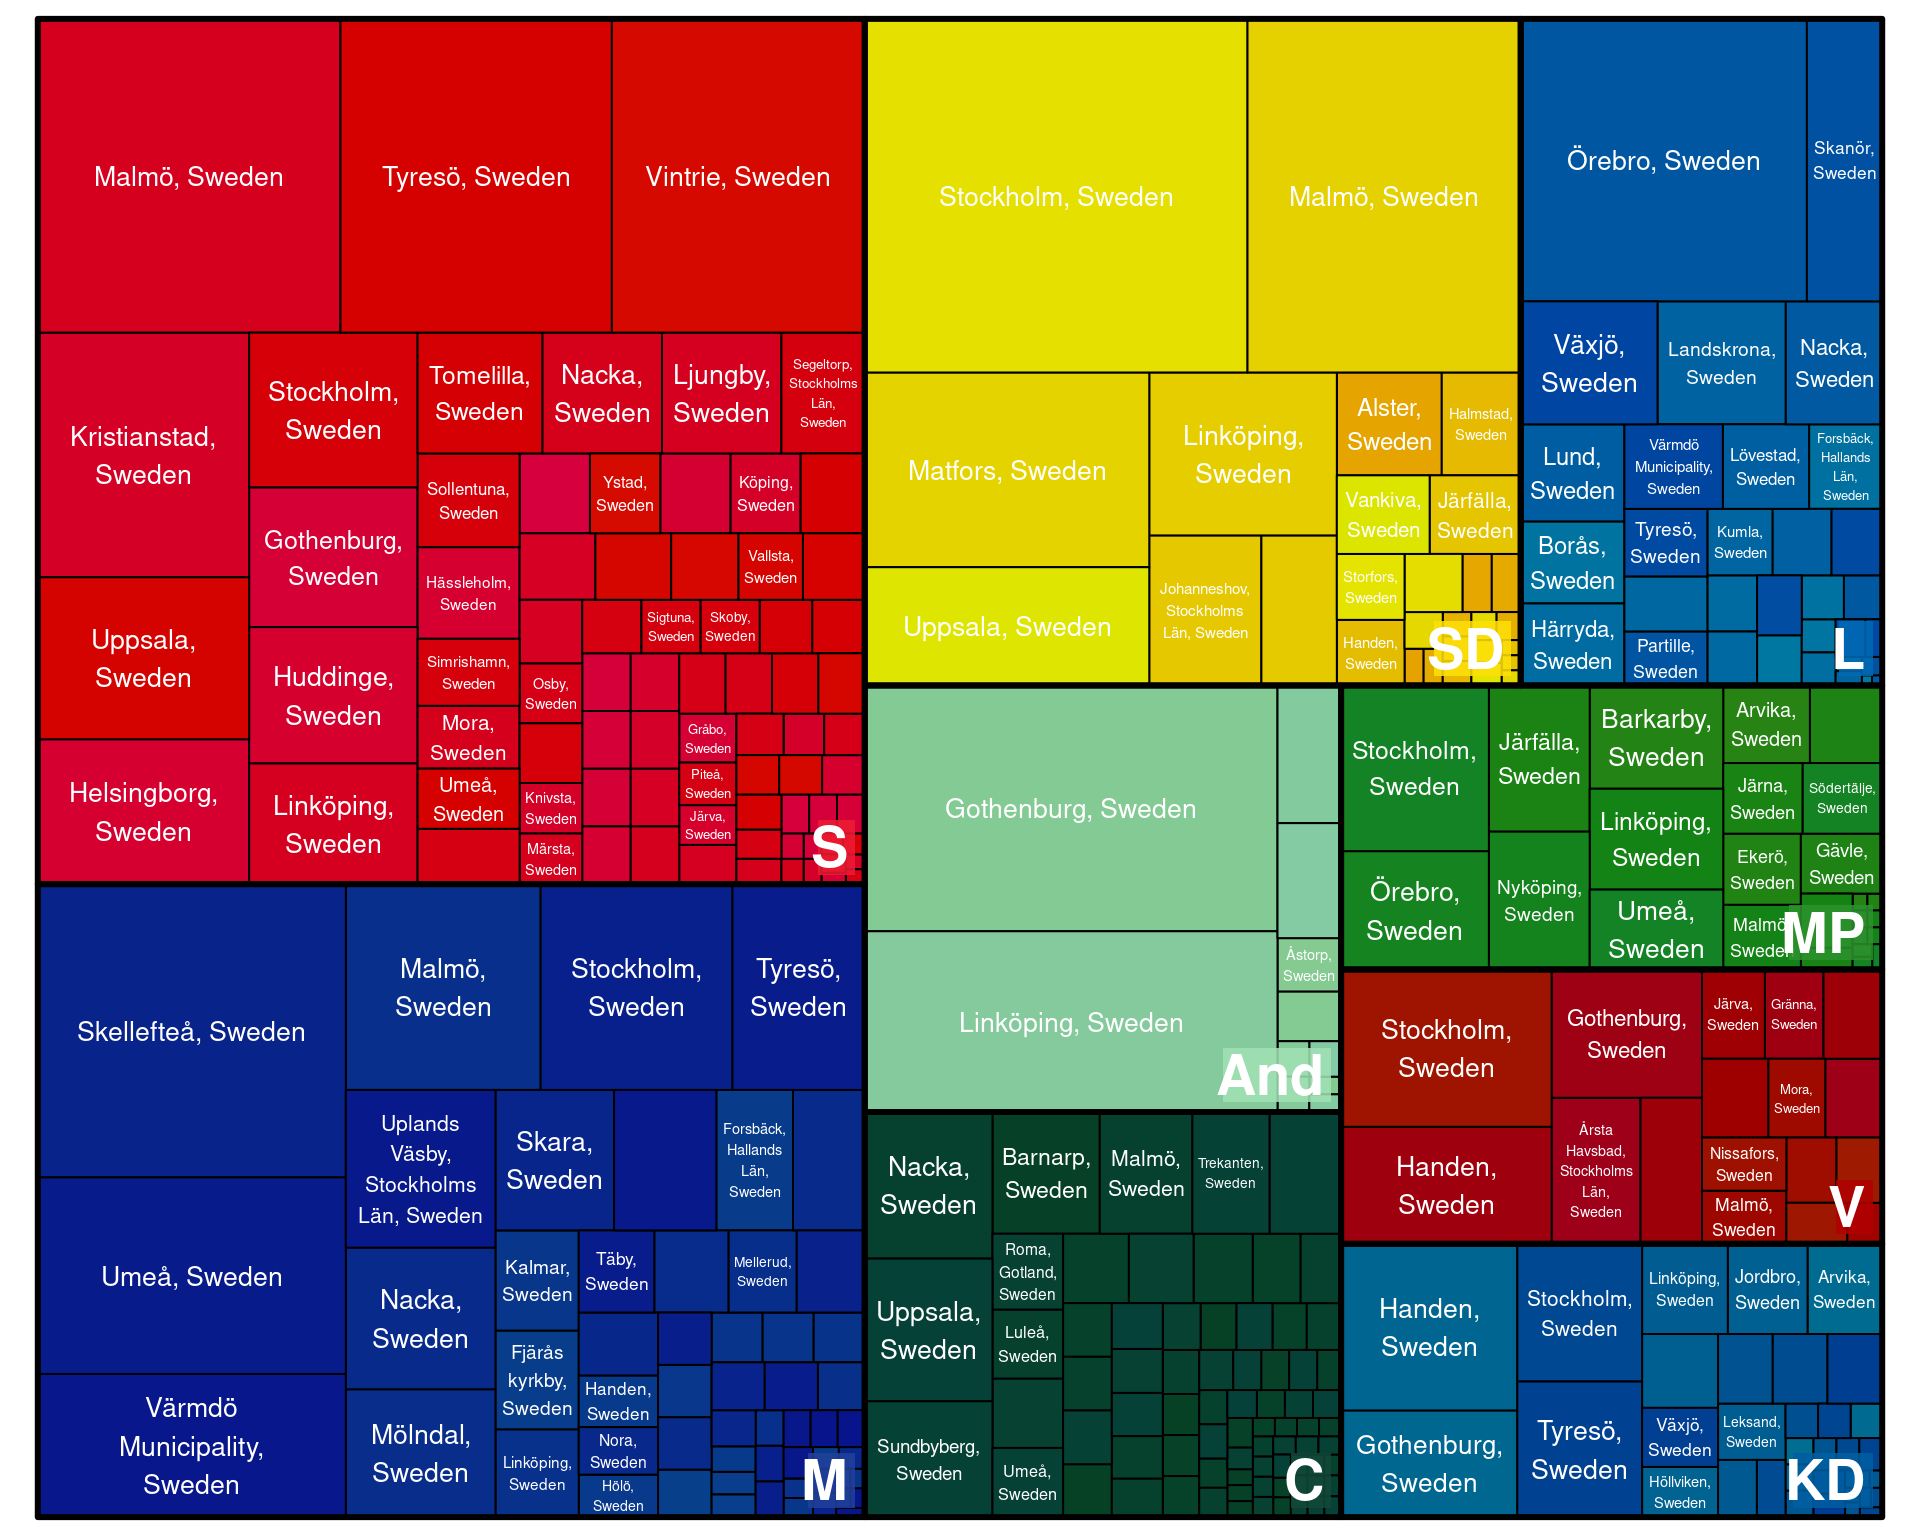 Malmö, Sweden
Tyresö, Sweden
Vintrie, Sweden
Kristianstad,
Sweden
Uppsala,
Sweden
Helsingborg,
Sweden
Stockholm,
Sweden
Gothenburg,
Sweden
Huddinge,
Sweden
Linköping,
Sweden
Tomelilla,
Sweden
Nacka,
Sweden
Ljungby,
Sweden
Segeltorp,
Stockholms
Län,
Sweden
Sollentuna,
Sweden
Hässleholm,
Sweden
Simrishamn,
Sweden
Mora,
Sweden
Umeå,
Sweden
Ystad,
Sweden
Köping,
Sweden
Vallsta,
Sweden
Sigtuna,
Sweden
Skoby,
Sweden
Osby,
Sweden
Knivsta,
Sweden
Märsta,
Sweden
Gråbo,
Sweden
Piteå,
Sweden
Järva,
Sweden
S
Skellefteå, Sweden
Umeå, Sweden
Värmdö
Municipality,
Sweden
Malmö,
Sweden
Stockholm,
Sweden
Tyresö,
Sweden
Uplands
Väsby,
Stockholms
Län, Sweden
Nacka,
Sweden
Mölndal,
Sweden
Skara,
Sweden
Forsbäck,
Hallands
Län,
Sweden
Kalmar,
Sweden
Fjärås
kyrkby,
Sweden
Linköping,
Sweden
Täby,
Sweden
Mellerud,
Sweden
Handen,
Sweden
Nora,
Sweden
Hölö,
Sweden
M
Stockholm, Sweden
Malmö, Sweden
Matfors, Sweden
Uppsala, Sweden
Linköping,
Sweden
Johanneshov,
Stockholms
Län, Sweden
Alster,
Sweden
Halmstad,
Sweden
Vankiva,
Sweden
Järfälla,
Sweden
Storfors,
Sweden
Handen,
Sweden
SD
Gothenburg, Sweden
Linköping, Sweden
Åstorp,
Sweden
And
Nacka,
Sweden
Uppsala,
Sweden
Sundbyberg,
Sweden
Barnarp,
Sweden
Malmö,
Sweden
Trekanten,
Sweden
Roma,
Gotland,
Sweden
Luleå,
Sweden
Umeå,
Sweden
C
Örebro, Sweden
Skanör,
Sweden
Växjö,
Sweden
Landskrona,
Sweden
Nacka,
Sweden
Lund,
Sweden
Borås,
Sweden
Härryda,
Sweden
Värmdö
Municipality,
Sweden
Lövestad,
Sweden
Forsbäck,
Hallands
Län,
Sweden
Tyresö,
Sweden
Kumla,
Sweden
Partille,
Sweden
L
Stockholm,
Sweden
Örebro,
Sweden
Järfälla,
Sweden
Nyköping,
Sweden
Barkarby,
Sweden
Linköping,
Sweden
Umeå,
Sweden
Arvika,
Sweden
Järna,
Sweden
Södertälje,
Sweden
Ekerö,
Sweden
Gävle,
Sweden
Malmö,
Sweden
MP
Stockholm,
Sweden
Handen,
Sweden
Gothenburg,
Sweden
Årsta
Havsbad,
Stockholms
Län,
Sweden
Järva,
Sweden
Gränna,
Sweden
Mora,
Sweden
Nissafors,
Sweden
Malmö,
Sweden
V
Handen,
Sweden
Gothenburg,
Sweden
Stockholm,
Sweden
Tyresö,
Sweden
Linköping,
Sweden
Jordbro,
Sweden
Arvika,
Sweden
Växjö,
Sweden
Höllviken,
Sweden
Leksand,
Sweden
KD